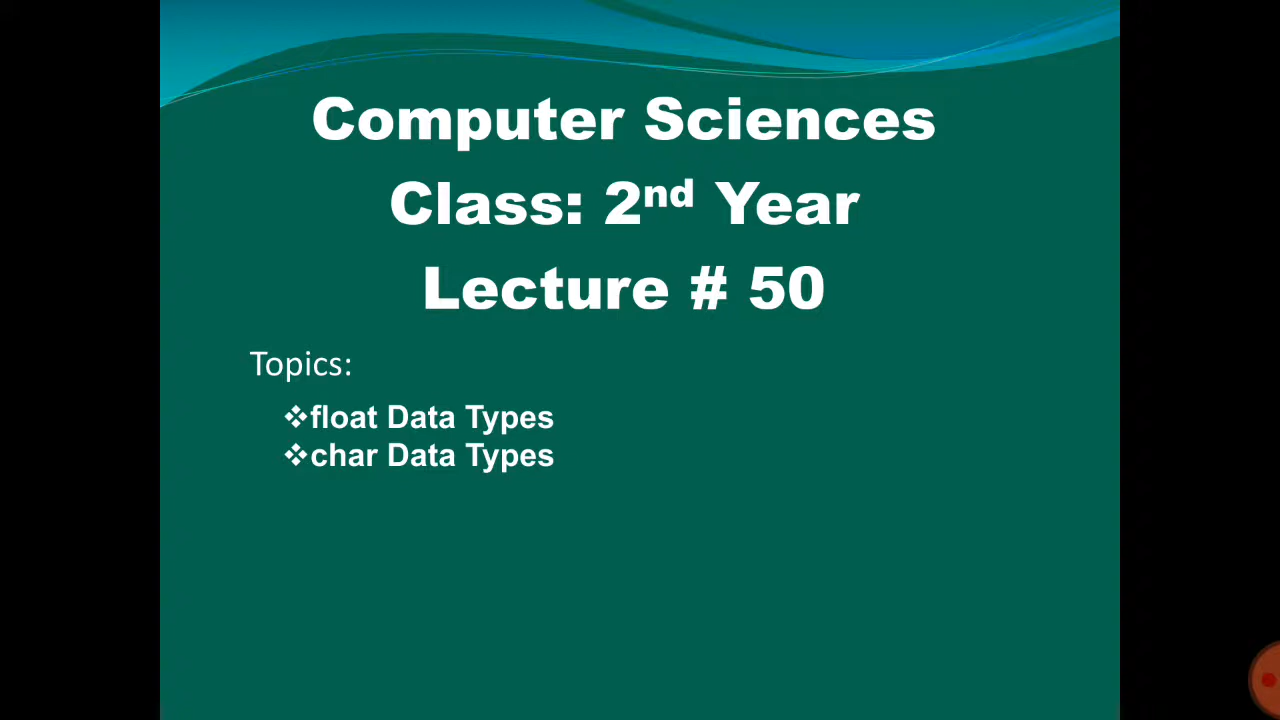 Computer Sciences
Class: 2nd Year
Lecture # 50
Topics:
❖float Data Types
❖char Data Types